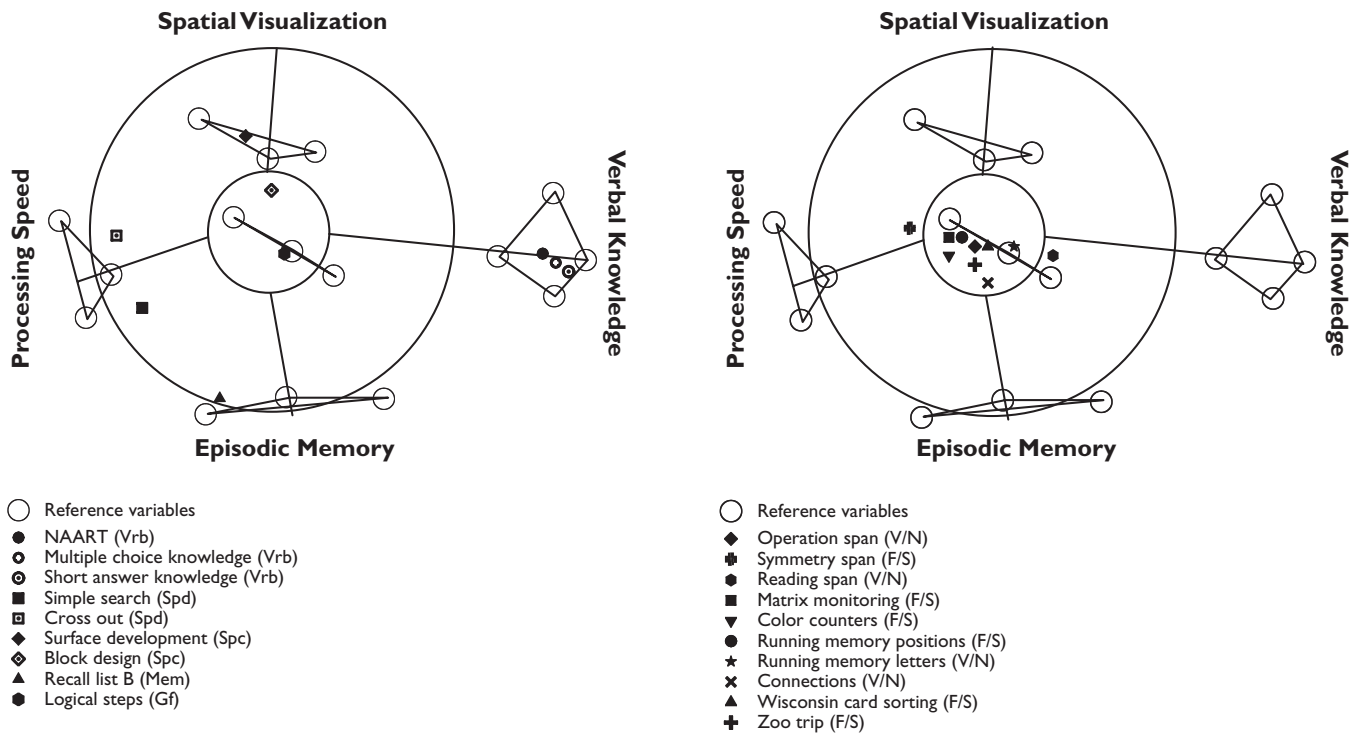 Spatial Visualization
Processing Speed
Verbal Knowledge
Episodic Memory
Reference variables
NAART (Vrb)
Multiple choice knowledge (Vrb)
Short answer knowledge (Vrb)
Simple search (Spd)
Cross out (Spd)
Surface development (Spc)
Block design (Spc)
Recall list B (Mem)
Logical steps (Gf)
Spatial Visualization
Processing Speed
Verbal Knowledge
Episodic Memory
Reference variables
Operation span (V/N)
Symmetry span (F/S)
Reading span (V/N)
Matrix monitoring (F/S)
Color counters (F/S)
Running memory positions (F/S)
Running memory letters (V/N)
Connections (V/N)
Wisconsin card sorting (F/S)
Zoo trip (F/S)